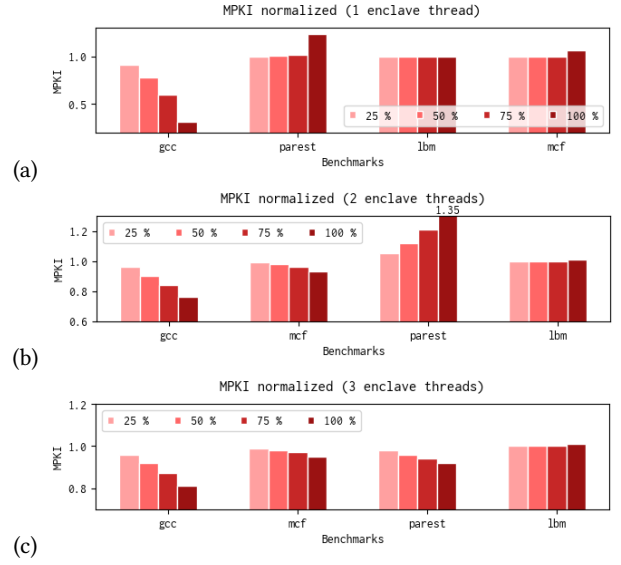 MPKI normalized (1 enclave thread)
1.0
0.5
MPKI
25 % 50 % 75 % 100 %
gcc parest lbm mcf
Benchmarks
(a)
MPKI normalized (2 enclave threads)
1.35
25 % 50 % 75 % 100 %
1.2
1.0
0.8
0.6
MPKI
gcc mcf parest lbm
Benchmarks
(b)
MPKI normalized (3 enclave threads)
1.2
25 % 50 % 75 % 100 %
1.0
0.8
MPKI
gcc mcf parest lbm
Benchmarks
(c)